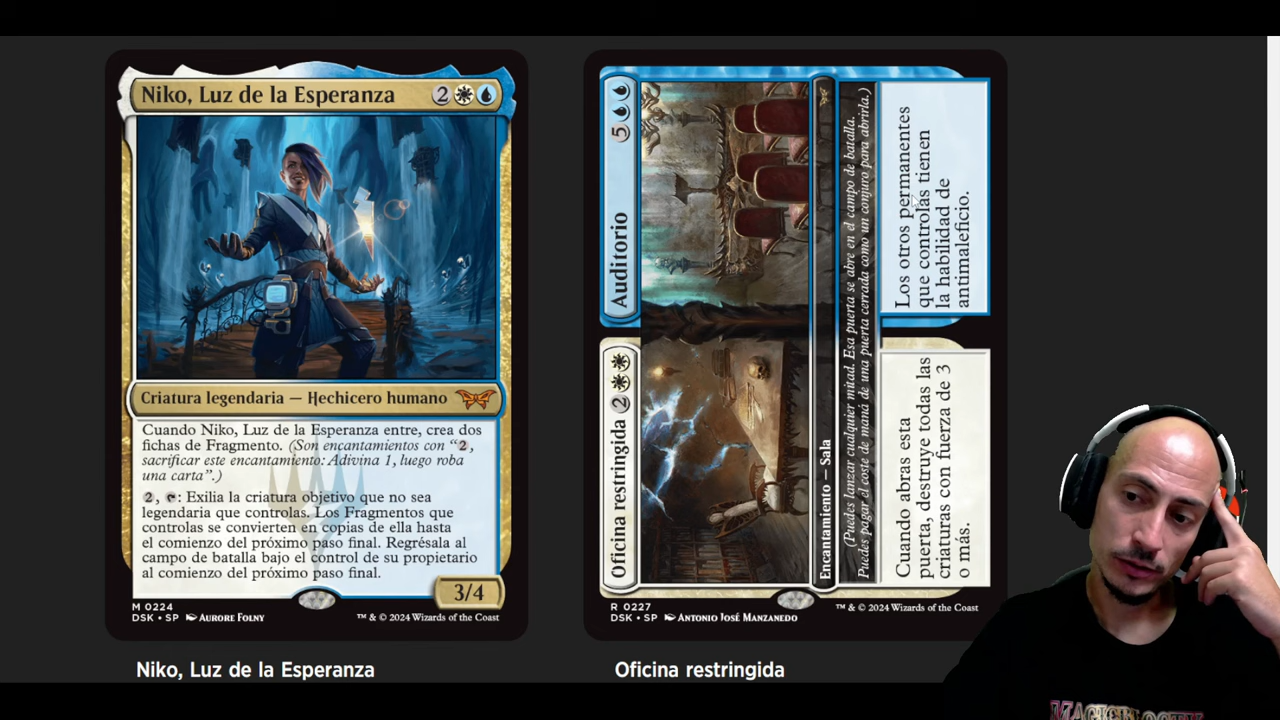 Niko, Luz de la Esperanza
2
Criatura legendaria — Hechicero humano
Cuando Niko, Luz de la Esperanza entre, crea dos
fichas de Fragmento. (Son encantamientos con “2,
sacrificar este encantamiento: Adivina 1, luego roba
una carta”.)
2, : Exilia la criatura objetivo que no sea
legendaria que controlas. Los Fragmentos que
controlas se convierten en copias de ella hasta
el comienzo del próximo paso final. Regrésala al
campo de batalla bajo el control de su propietario
al comienzo del próximo paso final.
3/4
M 0224
DSK • SP AURORE FOLNY
™ & © 2024 Wizards of the Coast
Niko, Luz de la Esperanza
Oficina restringida 2
Auditorio 5
Encantamiento — Sala
(Puedes lanzar cualquier mitad. Esa puerta se abre en el campo de batalla.
Puedes pagar el coste de maná de una puerta cerrada como un conjuro para abrirla.)
Cuando abras esta
puerta, destruye todas las
criaturas con fuerza de 3
o más.
Los otros permanentes
que controlas tienen
la habilidad de
antimaleficio.
R 0227
DSK • SP ANTONIO JOSÉ MANZANEDO
™ & © 2024 Wizards of the Coast
Oficina restringida